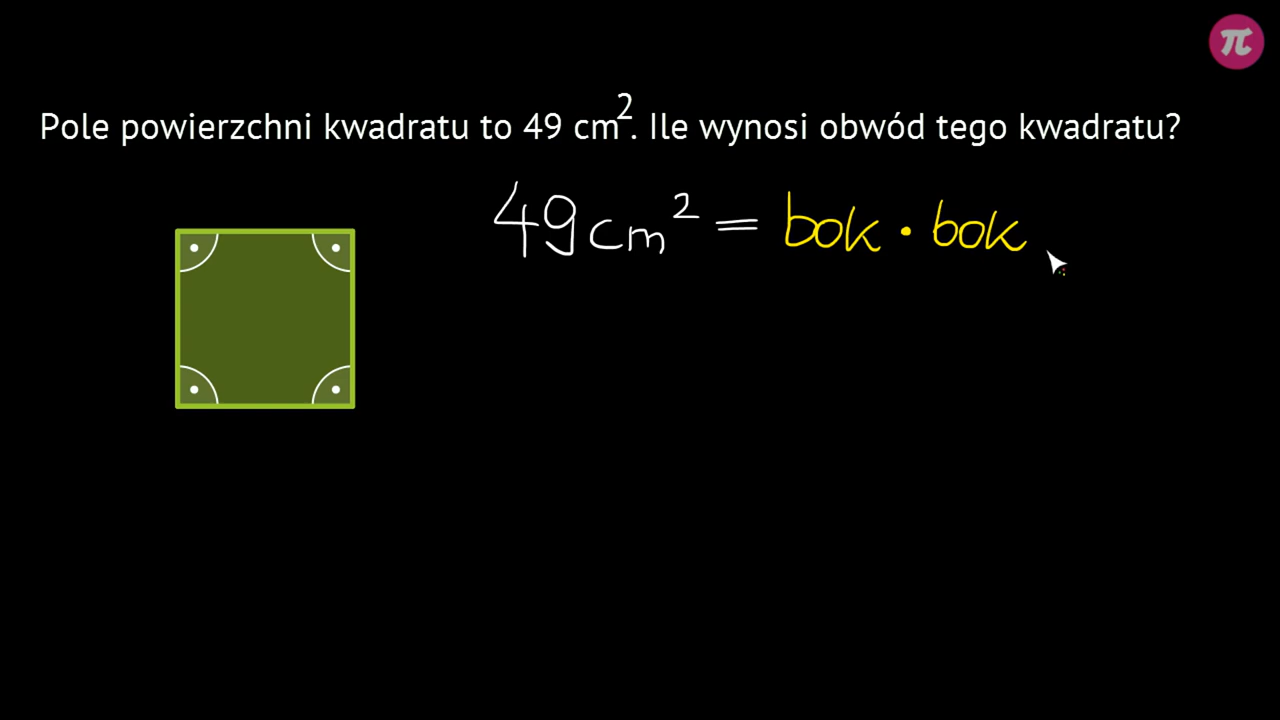 π
Pole powierzchni kwadratu to 49 cm². Ile wynosi obwód tego kwadratu?
49 cm² = bok · bok